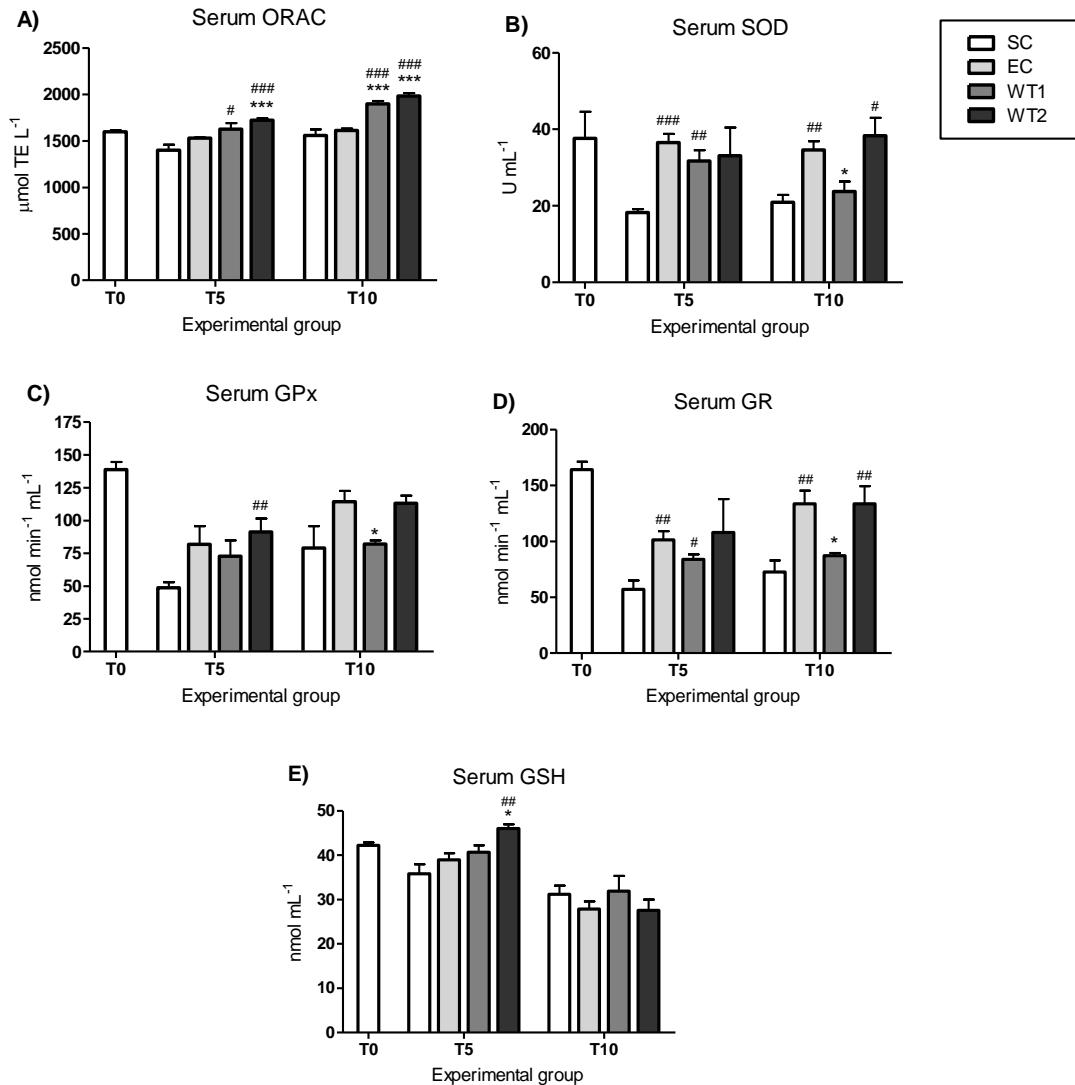 A)
Serum ORAC
2500
2000
1500
1000
500
0
µmol TE L-1
#
###
***
###
***
###
***
T0 T5 T10
Experimental group
B)
Serum SOD
60
40
20
0
U mL-1
###
##
##
*
#
T0 T5 T10
Experimental group
SC
EC
WT1
WT2
C)
Serum GPx
175
150
125
100
75
50
25
0
nmol min-1 mL-1
##
*
T0 T5 T10
Experimental group
D)
Serum GR
200
150
100
50
0
nmol min-1 mL-1
##
#
##
*
##
T0 T5 T10
Experimental group
E)
Serum GSH
50
40
30
20
10
0
nmol mL-1
##
*
T0 T5 T10
Experimental group